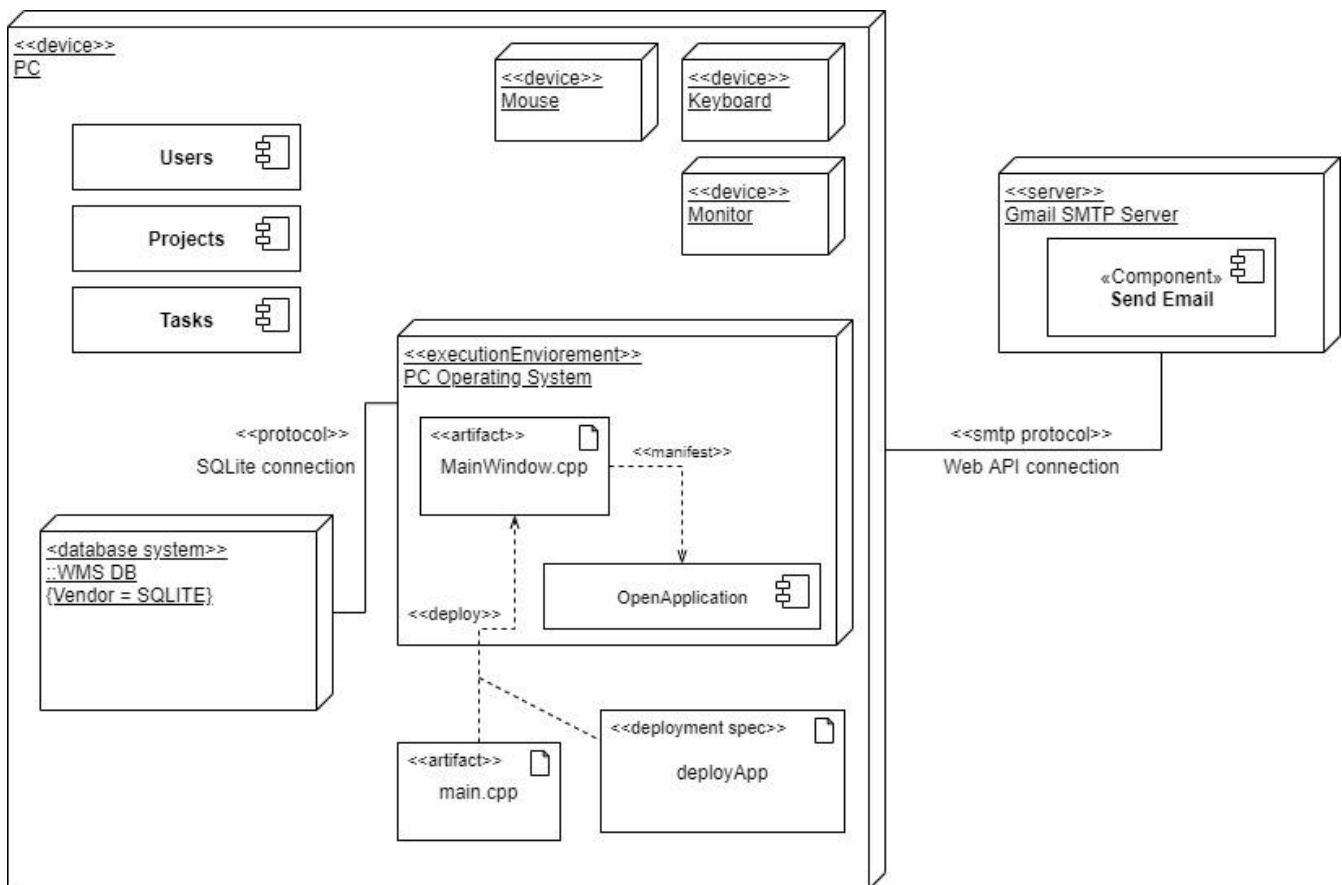 <<device>>
PC
<<device>>
Mouse
<<device>>
Keyboard
Users
<<device>>
Monitor
<<server>>
Gmail SMTP Server
Projects
«Component»
Send Email
Tasks
<<executionEnviorement>>
PC Operating System
<<protocol>>
SQLite connection
<<artifact>>
MainWindow.cpp
<<manifest>>
<<smtp protocol>>
Web API connection
<database system>>
::WMS DB
{Vendor = SQLITE}
OpenApplication
<<deploy>>
<<artifact>>
main.cpp
<<deployment spec>>
deployApp